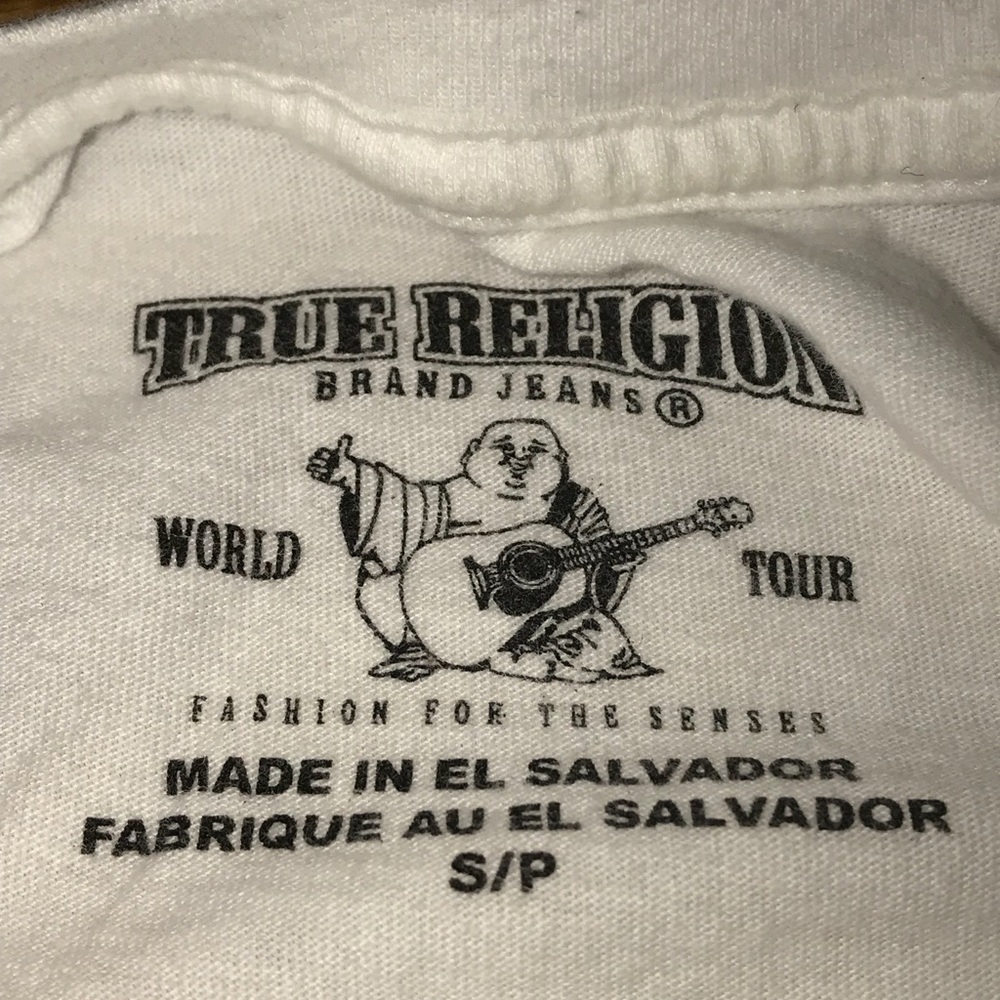 TRUE RELIGION
BRAND JEANS®
WORLD TOUR
FASHION FOR THE SENSES
MADE IN EL SALVADOR
FABRIQUE AU EL SALVADOR
S/P